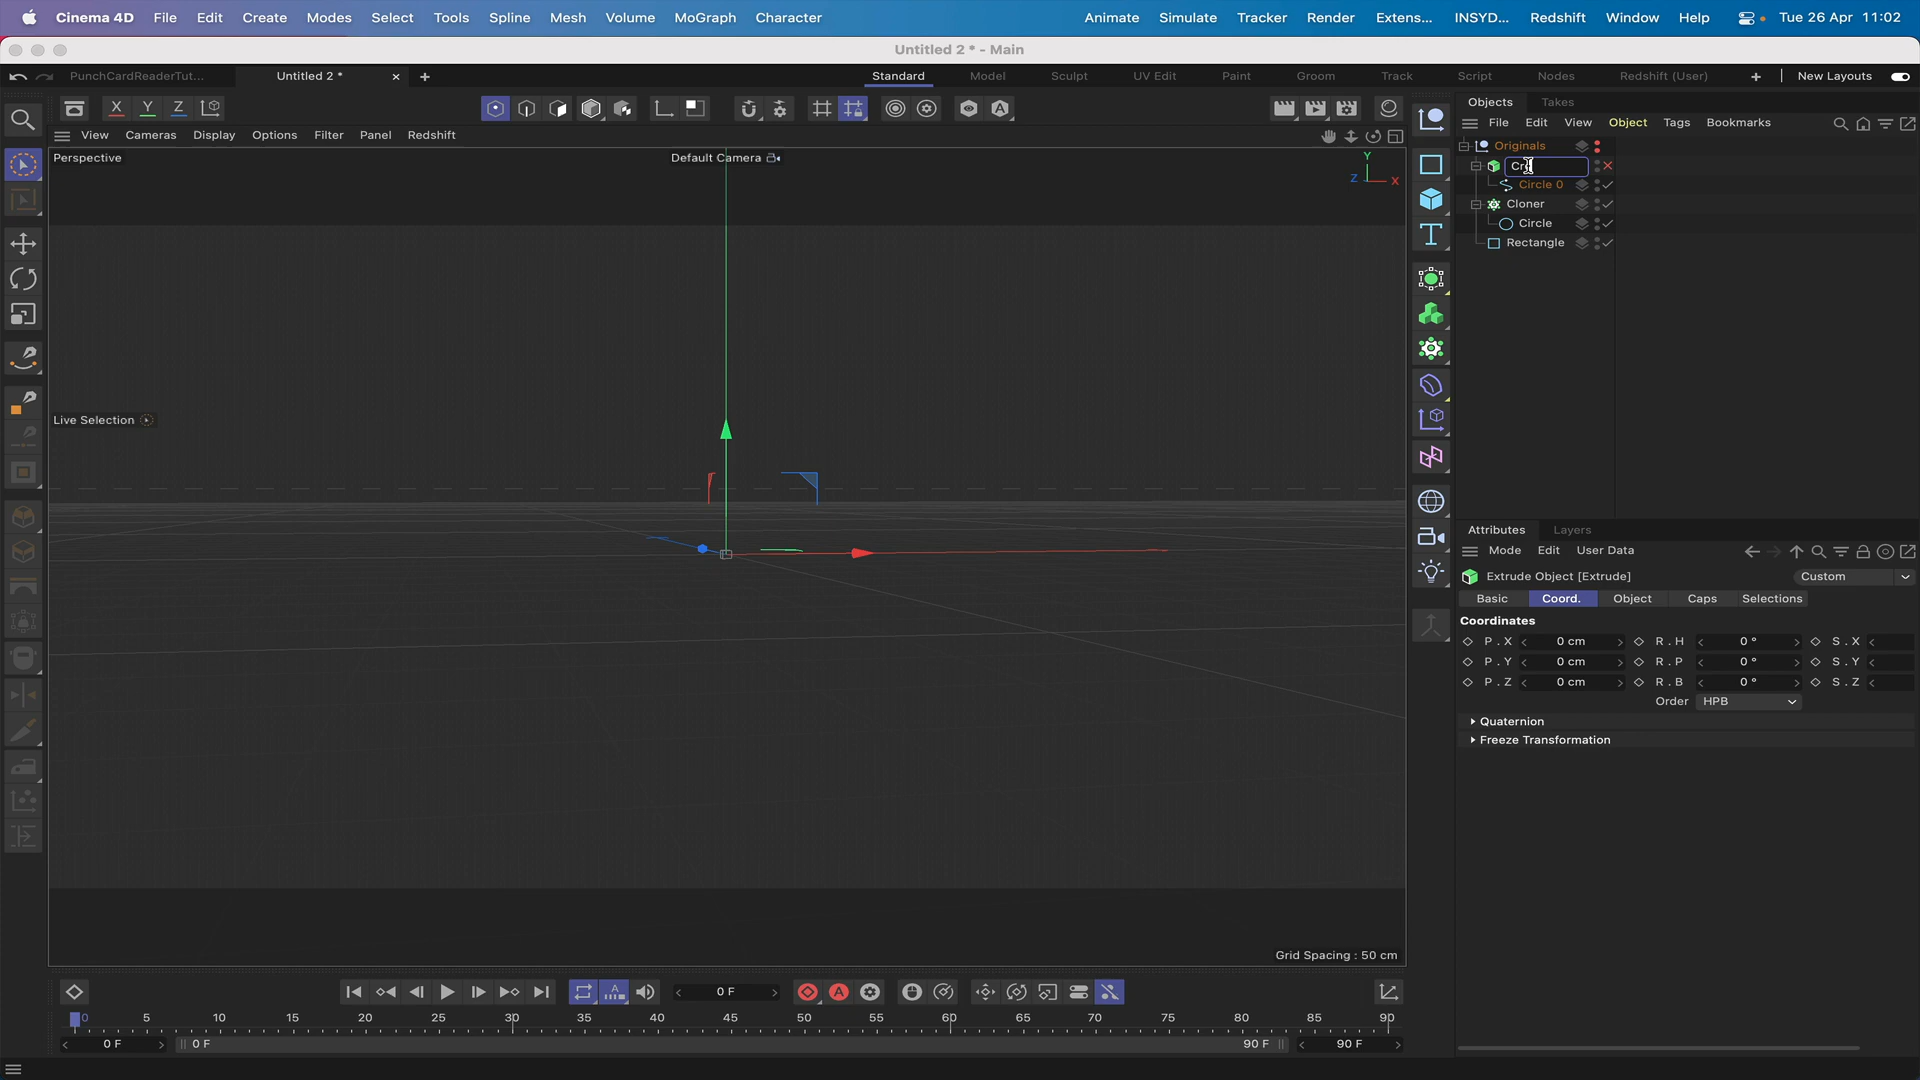 Cinema 4D File Edit Create Modes Select Tools Spline Mesh Volume MoGraph Character Animate Simulate Tracker Render Extens... INSYD... Redshift Window Help Tue 26 Apr 11:02
Untitled 2 * - Main
PunchCardReaderTut... Untitled 2 * Standard Model Sculpt UV Edit Paint Groom Track Script Nodes Redshift (User) New Layouts
X Y Z
Objects Takes
File Edit View Object Tags Bookmarks
View Cameras Display Options Filter Panel Redshift
Perspective
Default Camera
Y
Z X
Originals
Circle 0
Cloner
Circle
Rectangle
Live Selection
Attributes Layers
Mode Edit User Data
Extrude Object [Extrude] Custom
Basic Coord. Object Caps Selections
Coordinates
P . X 0 cm R . H 0 ° S . X
P . Y 0 cm R . P 0 ° S . Y
P . Z 0 cm R . B 0 ° S . Z
Order HPB
Quaternion
Freeze Transformation
Grid Spacing : 50 cm
0 F
0 5 10 15 20 25 30 35 40 45 50 55 60 65 70 75 80 85 90
0 F 0 F 90 F 90 F